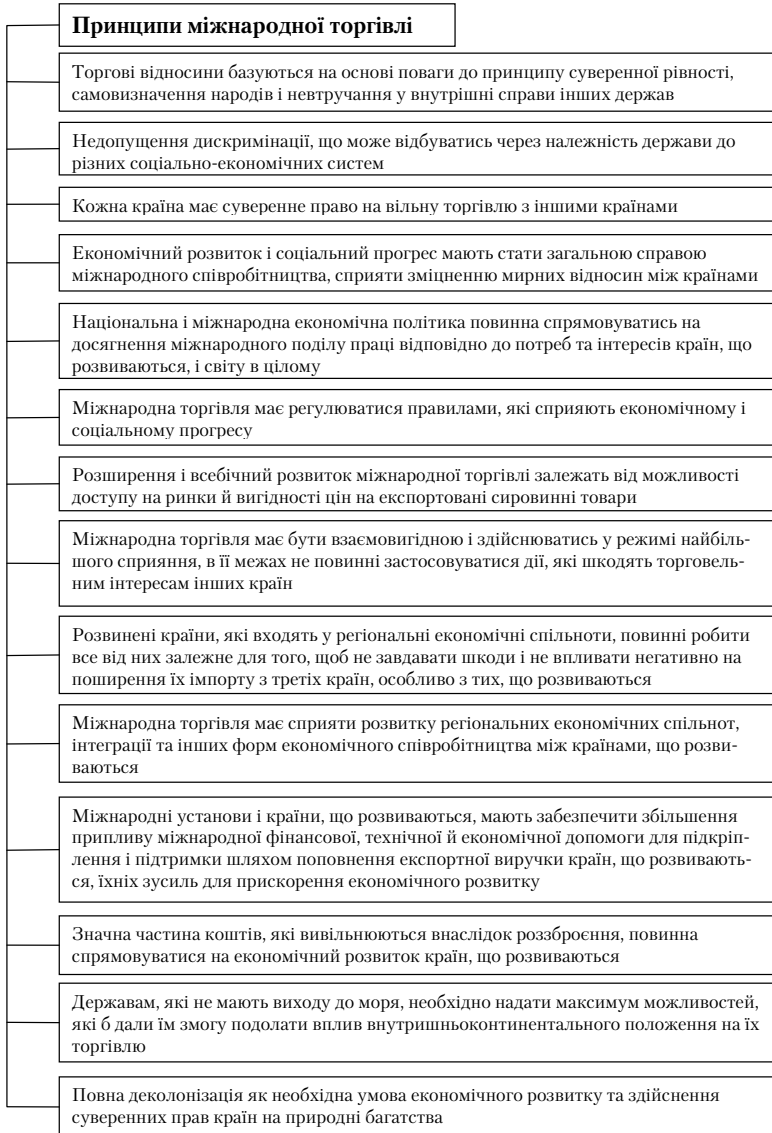 Принципи міжнародної торгівлі
Торгові відносини базуються на основі поваги до принципу суверенної рівності,
самовизначення народів і невтручання у внутрішні справи інших держав
Недопущення дискримінації, що може відбуватись через належність держави до
різних соціально-економічних систем
Кожна країна має суверенне право на вільну торгівлю з іншими країнами
Економічний розвиток і соціальний прогрес мають стати загальною справою
міжнародного співробітництва, сприяти зміцненню мирних відносин між країнами
Національна і міжнародна економічна політика повинна спрямовуватись на
досягнення міжнародного поділу праці відповідно до потреб та інтересів країн, що
розвиваються, і світу в цілому
Міжнародна торгівля має регулюватися правилами, які сприяють економічному і
соціальному прогресу
Розширення і всебічний розвиток міжнародної торгівлі залежать від можливості
доступу на ринки й вигідності цін на експортовані сировинні товари
Міжнародна торгівля має бути взаємовигідною і здійснюватись у режимі найбіль-
шого сприяння, в її межах не повинні застосовуватися дії, які шкодять торговель-
ним інтересам інших країн
Розвинені країни, які входять у регіональні економічні спільноти, повинні робити
все від них залежне для того, щоб не завдавати шкоди і не впливати негативно на
поширення їх імпорту з третіх країн, особливо з тих, що розвиваються
Міжнародна торгівля має сприяти розвитку регіональних економічних спільнот,
інтеграції та інших форм економічного співробітництва між країнами, що розви-
ваються
Міжнародні установи і країни, що розвиваються, мають забезпечити збільшення
припливу міжнародної фінансової, технічної й економічної допомоги для підкріп-
лення і підтримки шляхом поповнення експортної виручки країн, що розвивають-
ся, їхніх зусиль для прискорення економічного розвитку
Значна частина коштів, які вивільнюються внаслідок роззброєння, повинна
спрямовуватися на економічний розвиток країн, що розвиваються
Державам, які не мають виходу до моря, необхідно надати максимум можливостей,
які б дали їм змогу подолати вплив внутришньоконтинентального положення на їх
торгівлю
Повна деколонізація як необхідна умова економічного розвитку та здійснення
суверенних прав країн на природні багатства